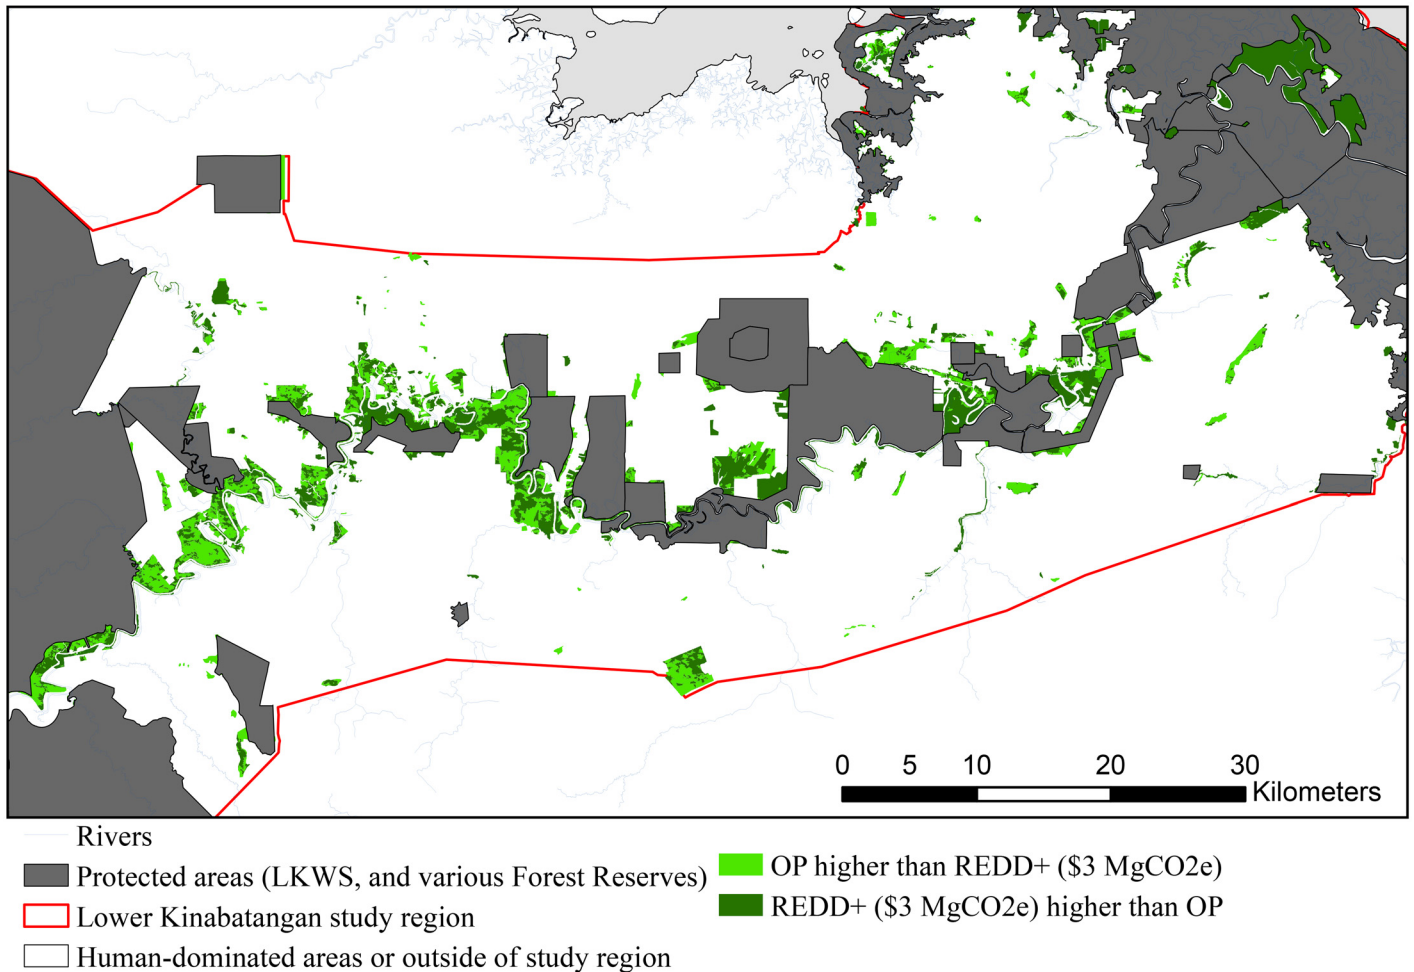 0 5 10 20 30
Kilometers
Rivers
Protected areas (LKWS, and various Forest Reserves)
Lower Kinabatangan study region
Human-dominated areas or outside of study region
OP higher than REDD+ ($3 MgCO2e)
REDD+ ($3 MgCO2e) higher than OP